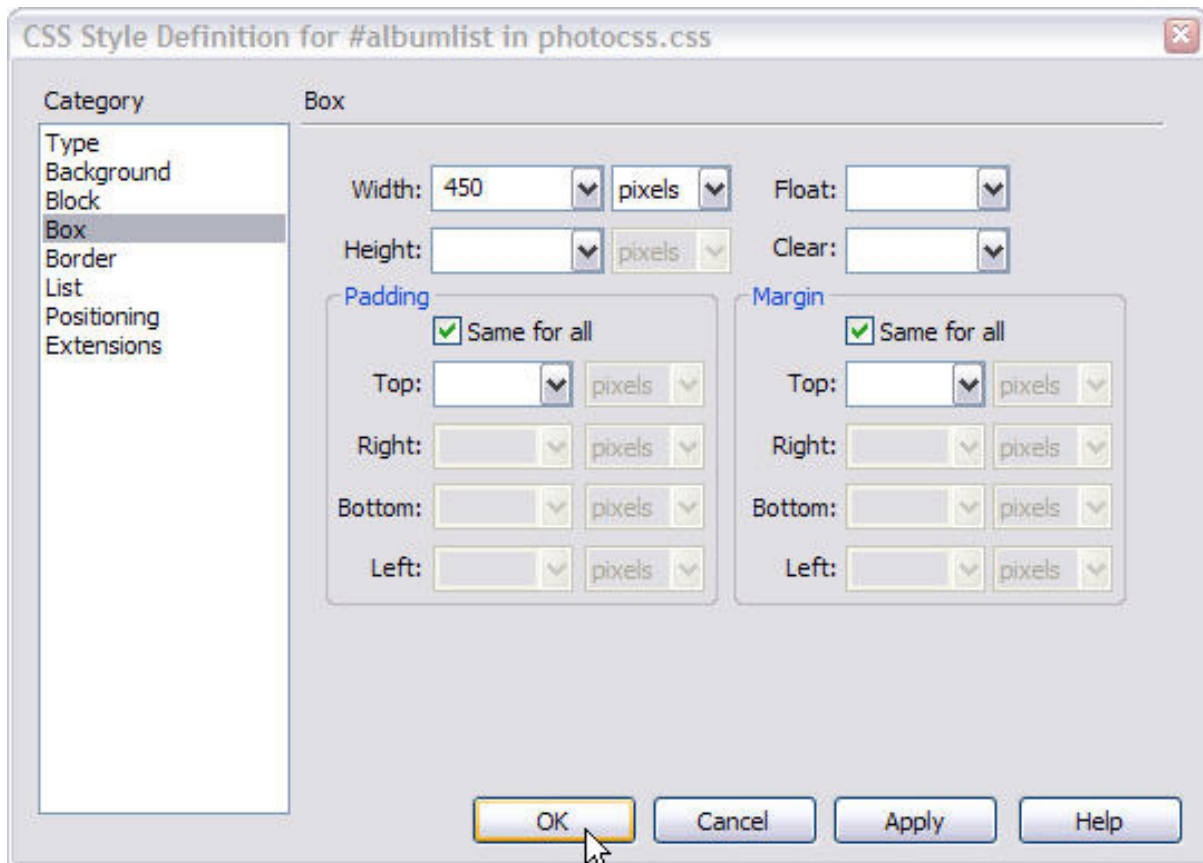 CSS Style Definition for #albumlist in photocss.css
Category
Type
Background
Block
Box
Border
List
Positioning
Extensions
Box
Width: 450 pixels Float:
Height: pixels Clear:
Padding
Same for all
Top: pixels
Right: pixels
Bottom: pixels
Left: pixels
Margin
Same for all
Top: pixels
Right: pixels
Bottom: pixels
Left: pixels
OK Cancel Apply Help